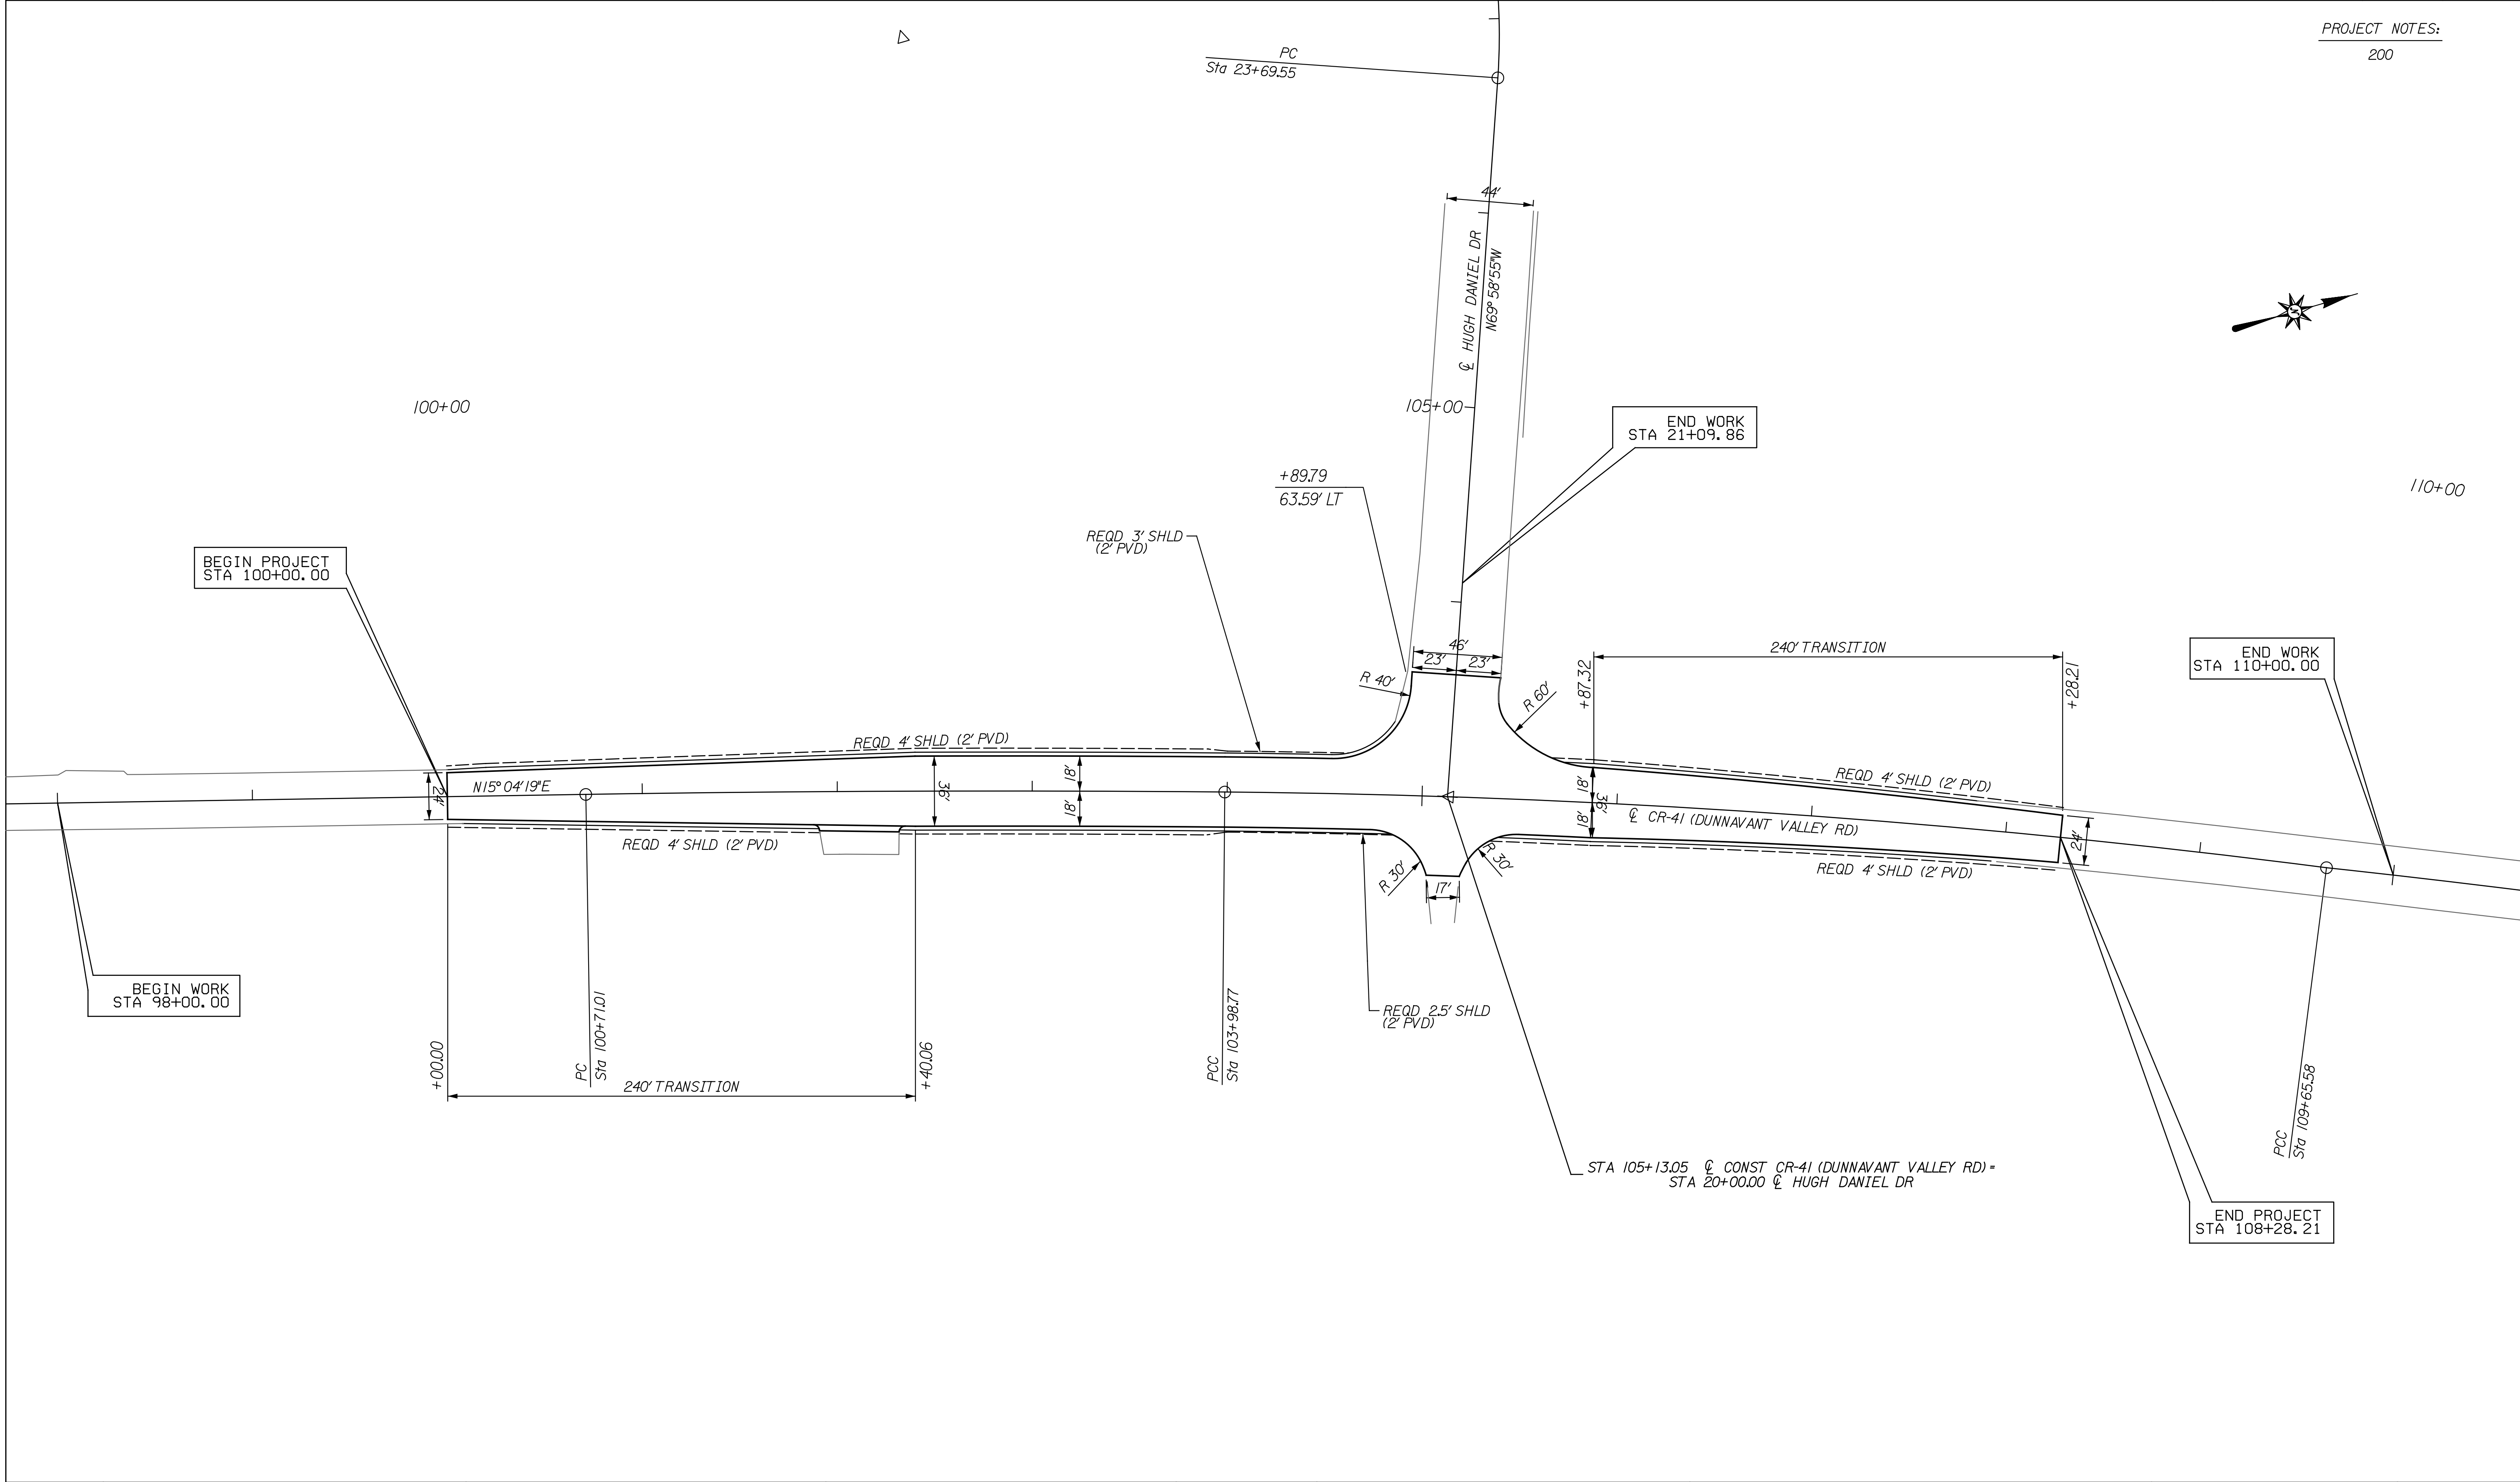 PROJECT NOTES:
200
PC
Sta 23+69.55
44'
℄ HUGH DANIEL DR
N69° 58'55"W
100+00
105+00
END WORK
STA 21+09.86
+89.79
63.59' LT
110+00
REQD 3' SHLD
(2' PVD)
BEGIN PROJECT
STA 100+00.00
46'
23'
23'
R 40'
R 60'
240' TRANSITION
+87.32
+28.21
END WORK
STA 110+00.00
REQD 4' SHLD (2' PVD)
REQD 4' SHLD (2' PVD)
24'
N15° 04'19"E
36'
18'
18'
18'
36'
18'
℄ CR-41 (DUNNAVANT VALLEY RD)
24'
REQD 4' SHLD (2' PVD)
REQD 4' SHLD (2' PVD)
R 30'
R 30'
17'
BEGIN WORK
STA 98+00.00
REQD 2.5' SHLD
(2' PVD)
+00.00
PC
Sta 100+71.01
+40.06
240' TRANSITION
PCC
Sta 103+98.77
PCC
Sta 109+65.58
STA 105+13.05 ℄ CONST CR-41 (DUNNAVANT VALLEY RD) =
STA 20+00.00 ℄ HUGH DANIEL DR
END PROJECT
STA 108+28.21